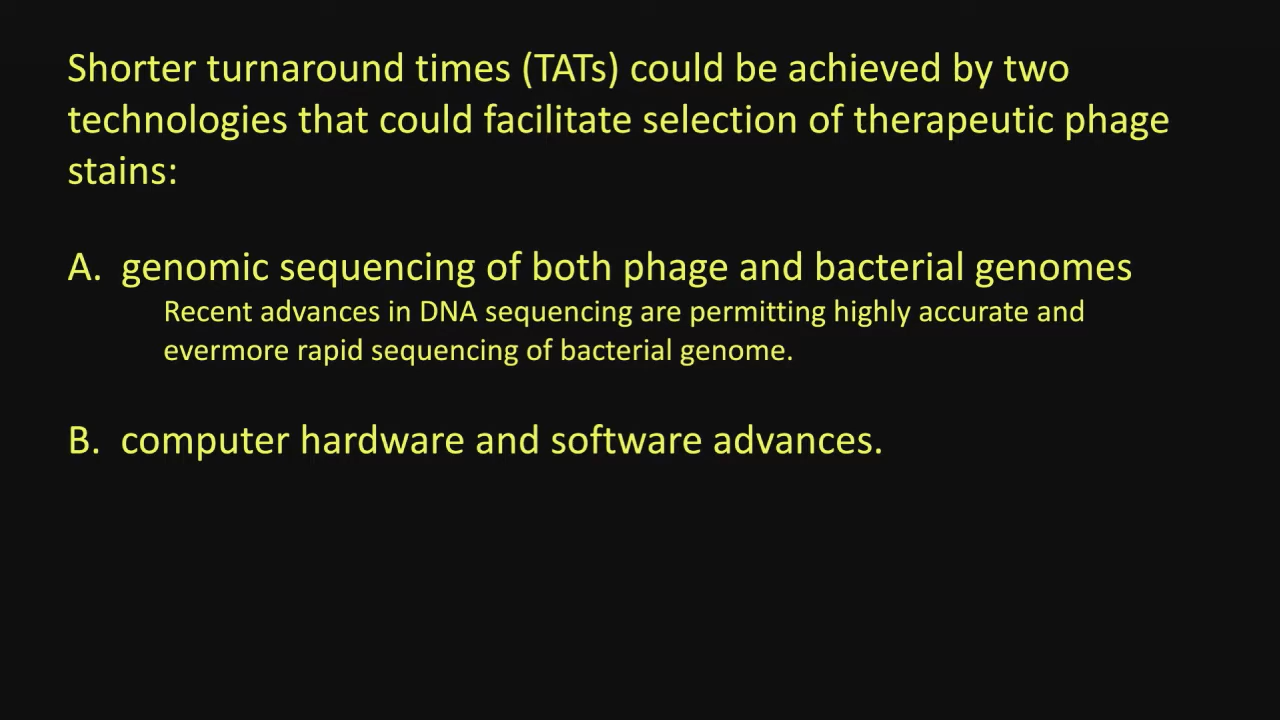 Shorter turnaround times (TATs) could be achieved by two
technologies that could facilitate selection of therapeutic phage
stains:
A. genomic sequencing of both phage and bacterial genomes
Recent advances in DNA sequencing are permitting highly accurate and
evermore rapid sequencing of bacterial genome.
B. computer hardware and software advances.